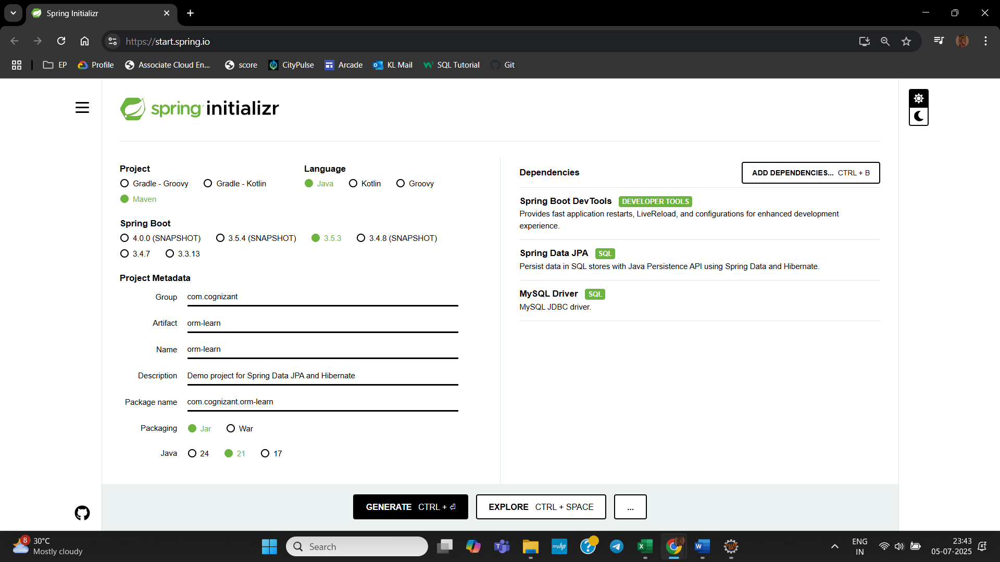 Spring Initializr
https://start.spring.io
EP
Profile
Associate Cloud En...
score
CityPulse
Arcade
KL Mail
SQL Tutorial
Git
spring initializr
Project
Gradle - Groovy
Gradle - Kotlin
Maven
Language
Java
Kotlin
Groovy
Spring Boot
4.0.0 (SNAPSHOT)
3.5.4 (SNAPSHOT)
3.5.3
3.4.8 (SNAPSHOT)
3.4.7
3.3.13
Project Metadata
Group com.cognizant
Artifact orm-learn
Name orm-learn
Description Demo project for Spring Data JPA and Hibernate
Package name com.cognizant.orm-learn
Packaging Jar War
Java 24 21 17
Dependencies
ADD DEPENDENCIES... CTRL + B
Spring Boot DevTools DEVELOPER TOOLS
Provides fast application restarts, LiveReload, and configurations for enhanced development
experience.
Spring Data JPA SQL
Persist data in SQL stores with Java Persistence API using Spring Data and Hibernate.
MySQL Driver SQL
MySQL JDBC driver.
GENERATE CTRL + ⏎
EXPLORE CTRL + SPACE
...
8
30°C
Mostly cloudy
Search
myhp
ENG
IN
23:43
05-07-2025